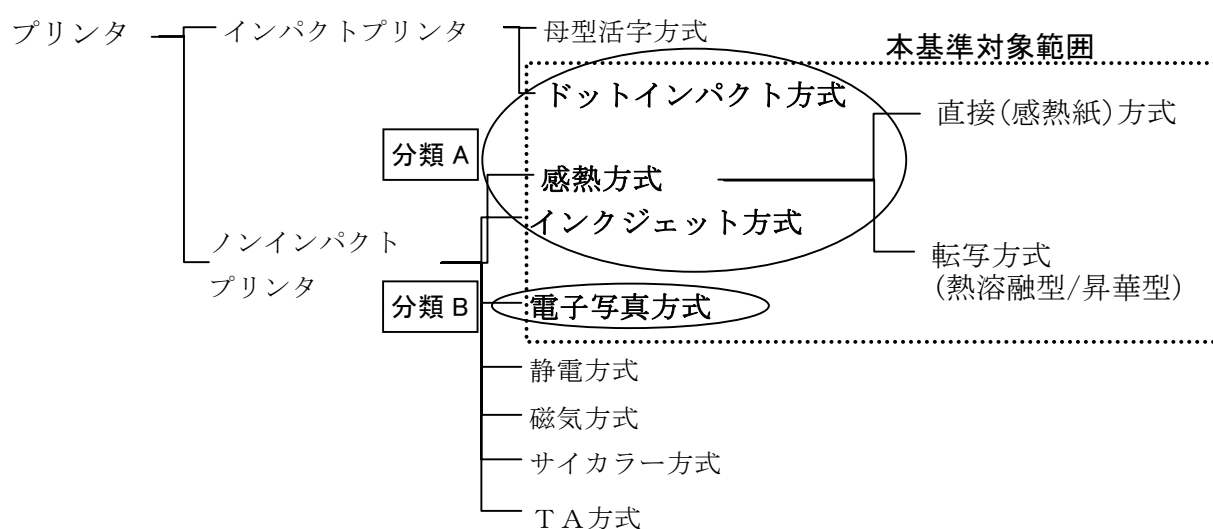 プリンタ
インパクトプリンタ
母型活字方式
本基準対象範囲
ドットインパクト方式
直接(感熱紙)方式
分類 A
感熱方式
インクジェット方式
ノンインパクト
プリンタ
転写方式
(熱溶融型/昇華型)
分類 B
電子写真方式
静電方式
磁気方式
サイカラー方式
ＴＡ方式